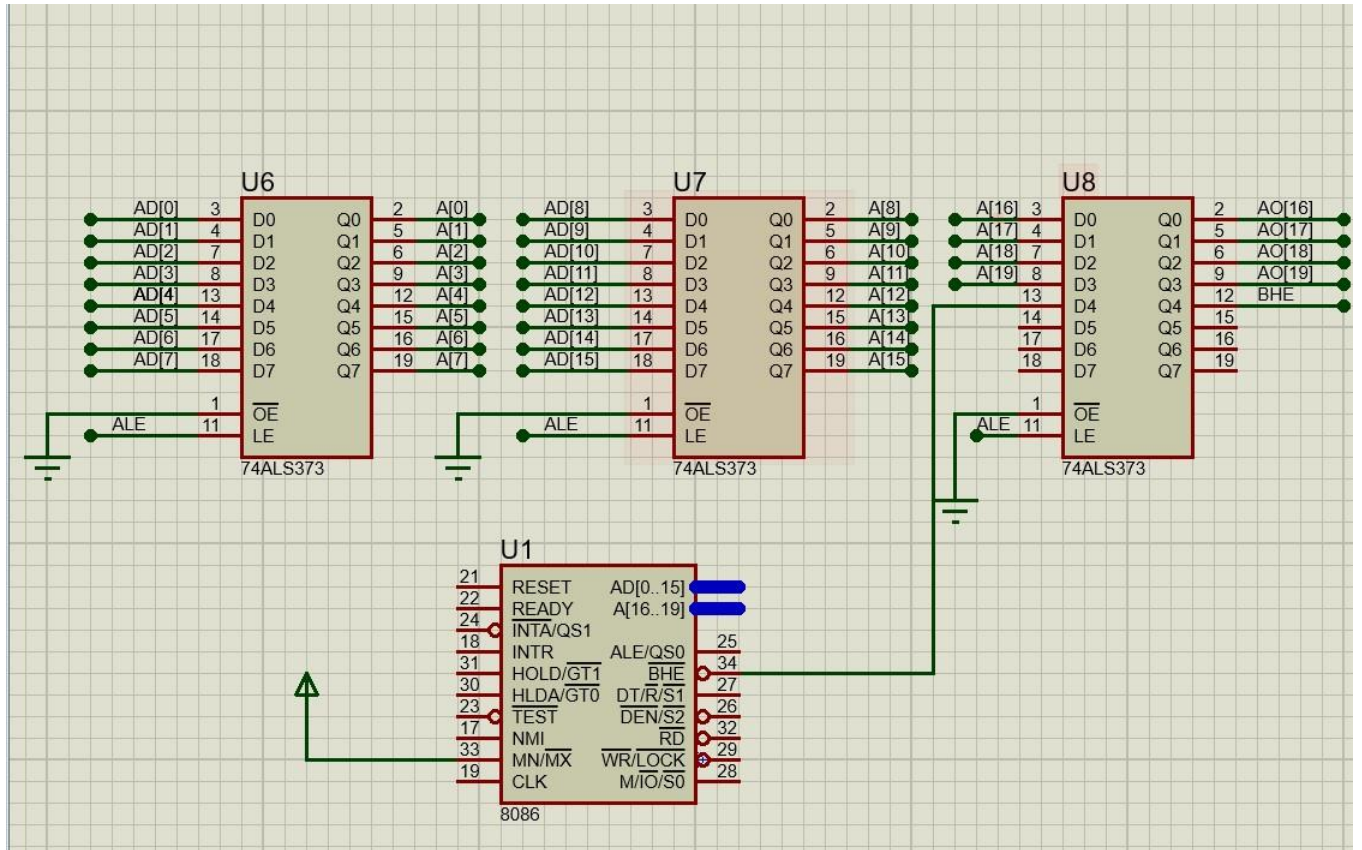 U6
AD[0] 3 D0 Q0 2 A[0]
AD[1] 4 D1 Q1 5 A[1]
AD[2] 7 D2 Q2 6 A[2]
AD[3] 8 D3 Q3 9 A[3]
AD[4] 13 D4 Q4 12 A[4]
AD[5] 14 D5 Q5 15 A[5]
AD[6] 17 D6 Q6 16 A[6]
AD[7] 18 D7 Q7 19 A[7]
1 OE
ALE 11 LE
74ALS373
U7
AD[8] 3 D0 Q0 2 A[8]
AD[9] 4 D1 Q1 5 A[9]
AD[10] 7 D2 Q2 6 A[10]
AD[11] 8 D3 Q3 9 A[11]
AD[12] 13 D4 Q4 12 A[12]
AD[13] 14 D5 Q5 15 A[13]
AD[14] 17 D6 Q6 16 A[14]
AD[15] 18 D7 Q7 19 A[15]
1 OE
ALE 11 LE
74ALS373
U8
A[16] 3 D0 Q0 2 AO[16]
A[17] 4 D1 Q1 5 AO[17]
A[18] 7 D2 Q2 6 AO[18]
A[19] 8 D3 Q3 9 AO[19]
13 D4 Q4 12 BHE
14 D5 Q5 15
17 D6 Q6 16
18 D7 Q7 19
1 OE
ALE 11 LE
74ALS373
U1
21 RESET AD[0..15]
22 READY A[16..19]
24 INTA/QS1
18 INTR ALE/QS0 25
31 HOLD/GT1 BHE 34
30 HLDA/GT0 DT/R/S1 27
23 TEST DEN/S2 26
17 NMI RD 32
33 MN/MX WR/LOCK 29
19 CLK M/IO/S0 28
8086